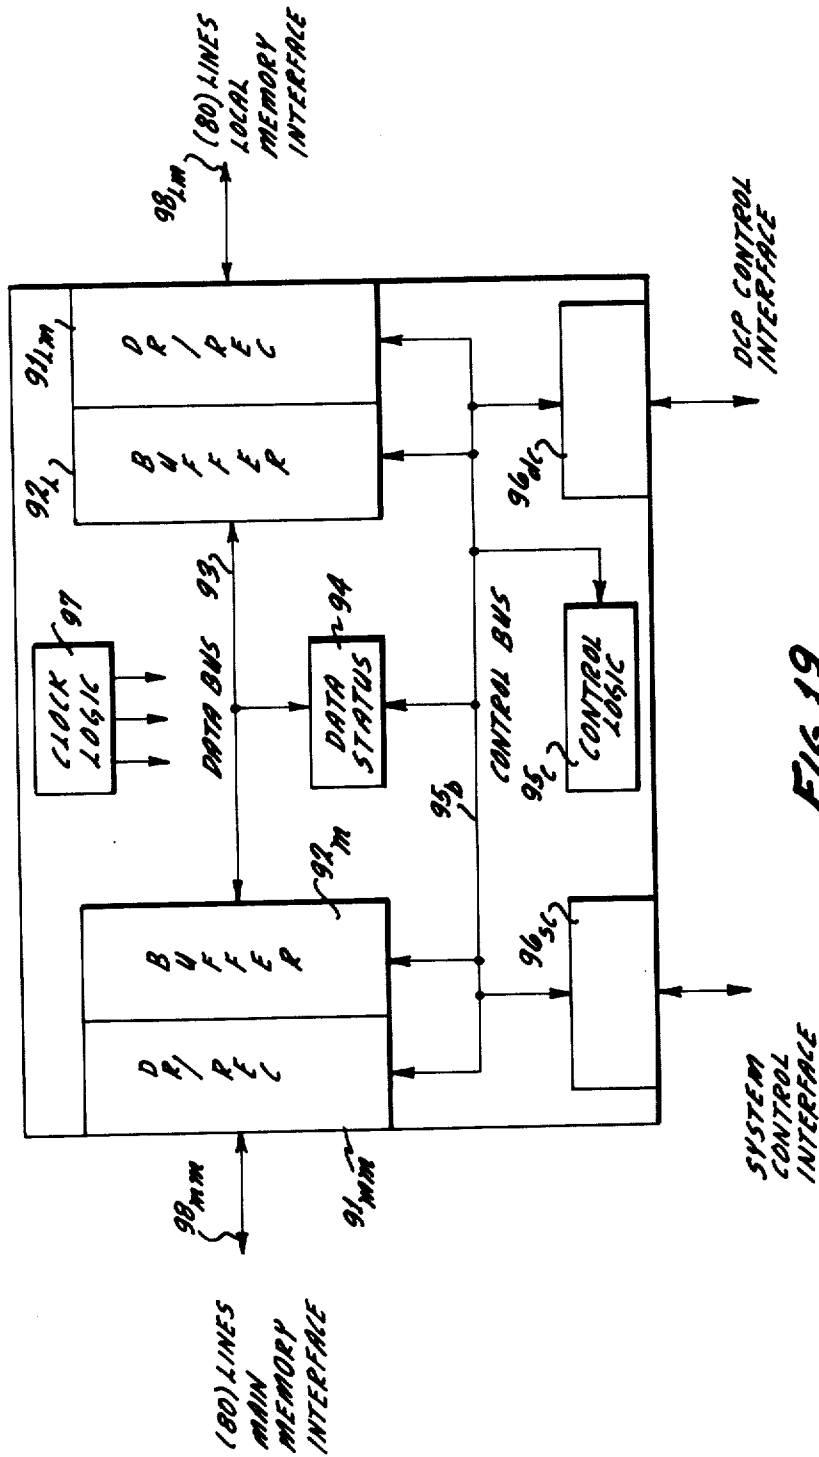 (80) LINES
MAIN
MEMORY
INTERFACE
98mm
91mm
DR/REC
BUFFER
92m
CLOCK
LOGIC
97
DATA BUS
93
DATA
STATUS
94
92L
91Lm
BUFFER
DR/REC
98Lm
(80) LINES
LOCAL
MEMORY
INTERFACE
95b
CONTROL BUS
95c
CONTROL
LOGIC
96sc
96dc
SYSTEM
CONTROL
INTERFACE
DCP CONTROL
INTERFACE
FIG. 19